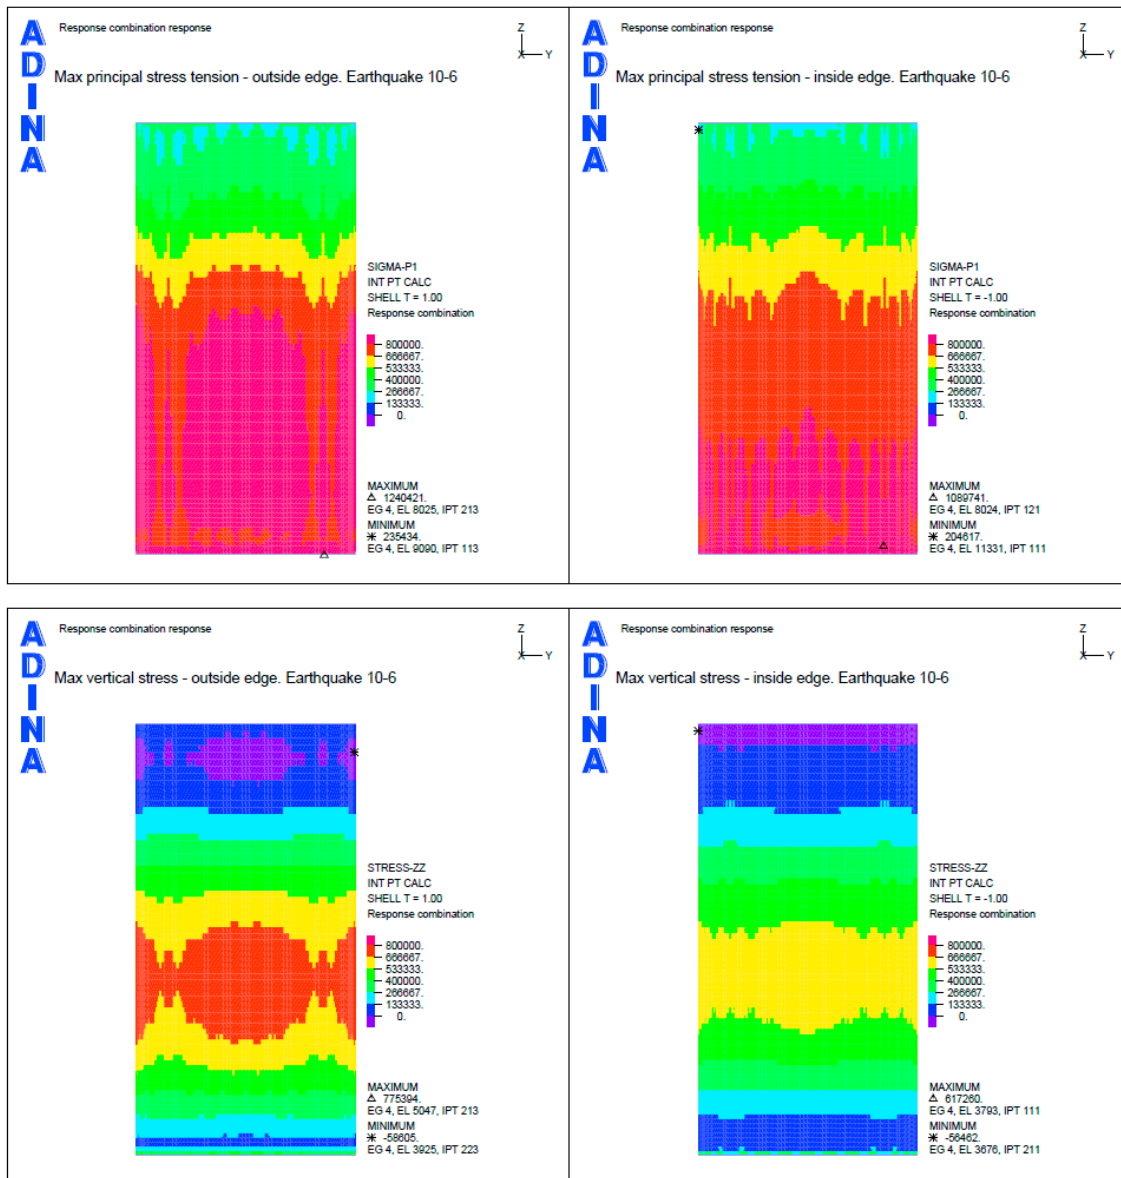 ADINA
Response combination response
Z
X Y
Max principal stress tension - outside edge. Earthquake 10-6
SIGMA-P1
INT PT CALC
SHELL T = 1.00
Response combination
800000.
666667.
533333.
400000.
266667.
133333.
0.
MAXIMUM
△ 1240421.
EG 4, EL 8025, IPT 213
MINIMUM
* 235434.
EG 4, EL 9090, IPT 113
ADINA
Response combination response
Z
X Y
Max principal stress tension - inside edge. Earthquake 10-6
SIGMA-P1
INT PT CALC
SHELL T = -1.00
Response combination
800000.
666667.
533333.
400000.
266667.
133333.
0.
MAXIMUM
△ 1089741.
EG 4, EL 8024, IPT 121
MINIMUM
* 204617.
EG 4, EL 11331, IPT 111
ADINA
Response combination response
Z
X Y
Max vertical stress - outside edge. Earthquake 10-6
STRESS-ZZ
INT PT CALC
SHELL T = 1.00
Response combination
800000.
666667.
533333.
400000.
266667.
133333.
0.
MAXIMUM
△ 775394.
EG 4, EL 5047, IPT 213
MINIMUM
* -58605.
EG 4, EL 3925, IPT 223
ADINA
Response combination response
Z
X Y
Max vertical stress - inside edge. Earthquake 10-6
STRESS-ZZ
INT PT CALC
SHELL T = -1.00
Response combination
800000.
666667.
533333.
400000.
266667.
133333.
0.
MAXIMUM
△ 617260.
EG 4, EL 3793, IPT 111
MINIMUM
* -56462.
EG 4, EL 3676, IPT 211